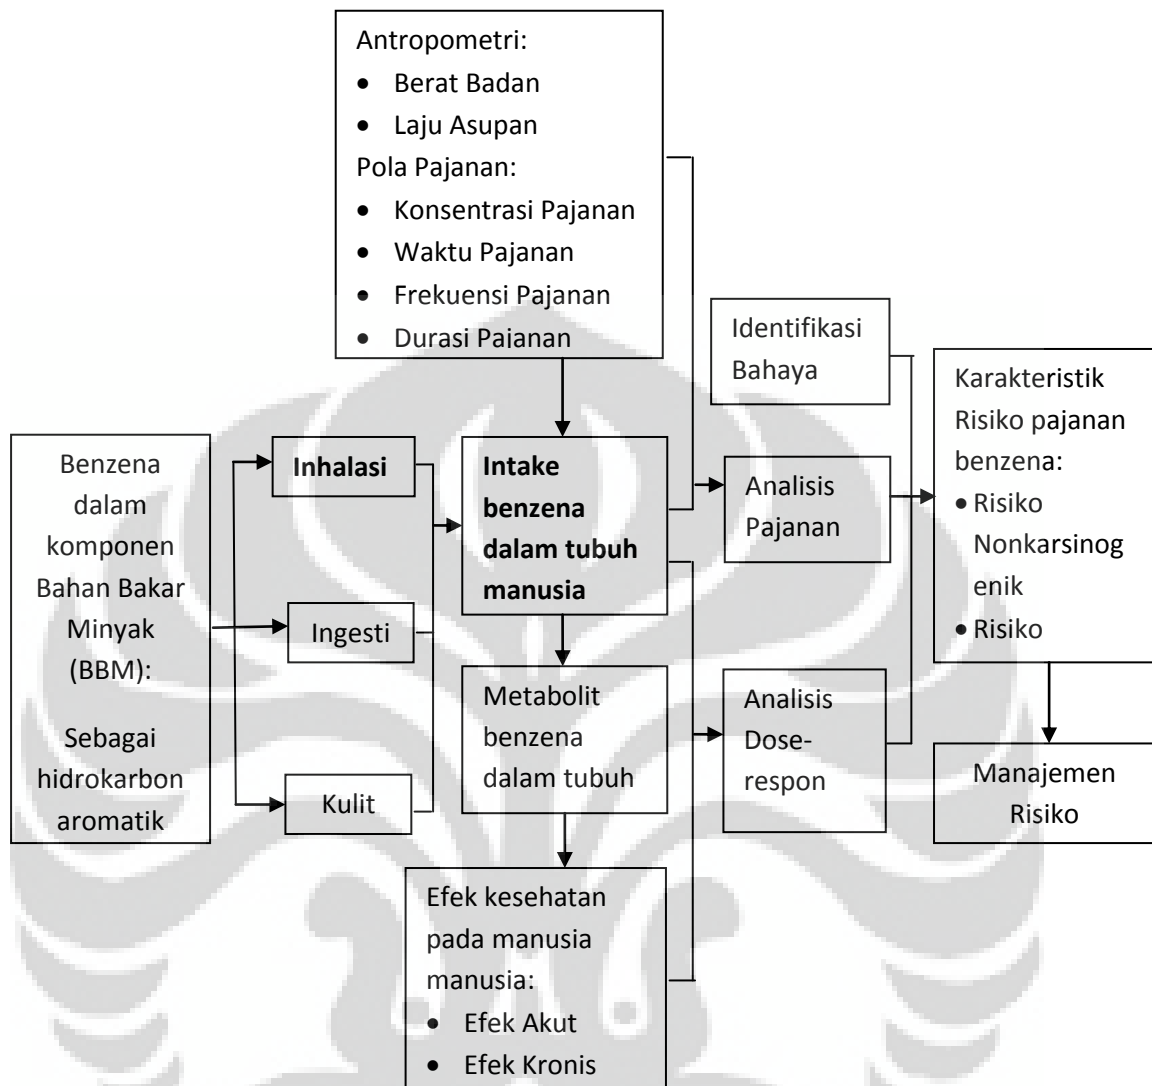 Antropometri:
• Berat Badan
• Laju Asupan
Pola Pajanan:
• Konsentrasi Pajanan
• Waktu Pajanan
• Frekuensi Pajanan
• Durasi Pajanan
Benzena
dalam
komponen
Bahan Bakar
Minyak
(BBM):
Sebagai
hidrokarbon
aromatik
Inhalasi
Ingesti
Kulit
Intake
benzena
dalam tubuh
manusia
Metabolit
benzena
dalam tubuh
Efek kesehatan
pada manusia
manusia:
• Efek Akut
• Efek Kronis
Identifikasi
Bahaya
Analisis
Pajanan
Analisis
Dose-
respon
Karakteristik
Risiko pajanan
benzena:
• Risiko
Nonkarsinog
enik
• Risiko
Manajemen
Risiko